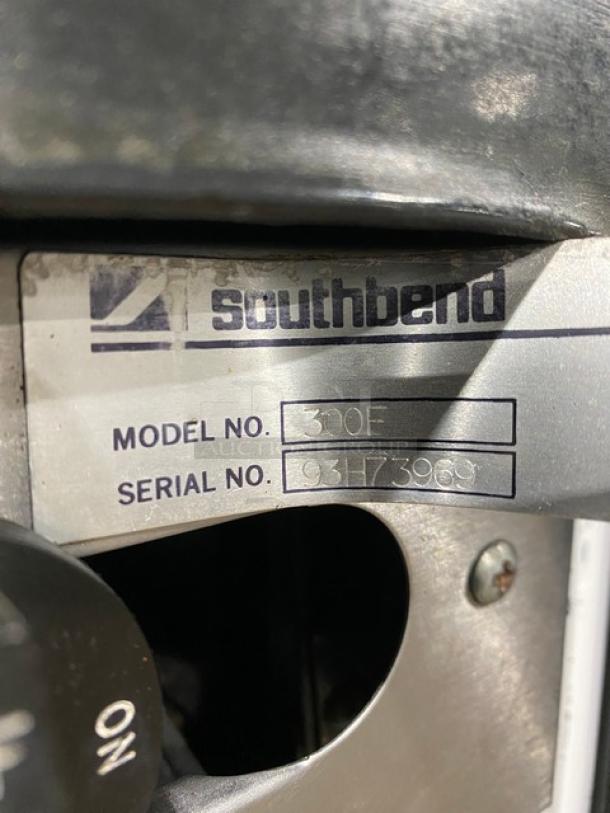 southbend
MODEL NO. 300F
SERIAL NO. 93H73969
ON